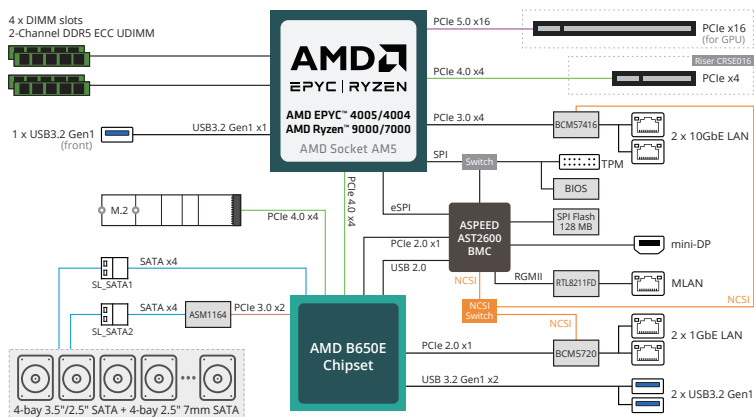 4 x DIMM slots
2-Channel DDR5 ECC UDIMM
AMD
EPYC | RYZEN
AMD EPYC™ 4005/4004
AMD Ryzen™ 9000/7000
AMD Socket AM5
PCIe 5.0 x16
PCIe x16
(for GPU)
Riser CRSE016
PCIe 4.0 x4
PCIe x4
PCIe 3.0 x4
BCM57416
2 x 10GbE LAN
1 x USB3.2 Gen1
(front)
USB3.2 Gen1 x1
SPI
Switch
TPM
BIOS
M.2
PCIe 4.0 x4
PCIe 4.0 x4
eSPI
ASPEED
AST2600
BMC
SPI Flash
128 MB
PCIe 2.0 x1
USB 2.0
mini-DP
SATA x4
SL_SATA1
NCSI
RGMII
RTL8211FD
MLAN
SATA x4
SL_SATA2
ASM1164
PCIe 3.0 x2
NCSI
Switch
NCSI
NCSI
AMD B650E
Chipset
PCIe 2.0 x1
BCM5720
2 x 1GbE LAN
USB 3.2 Gen1 x2
2 x USB3.2 Gen1
4-bay 3.5"/2.5" SATA + 4-bay 2.5" 7mm SATA